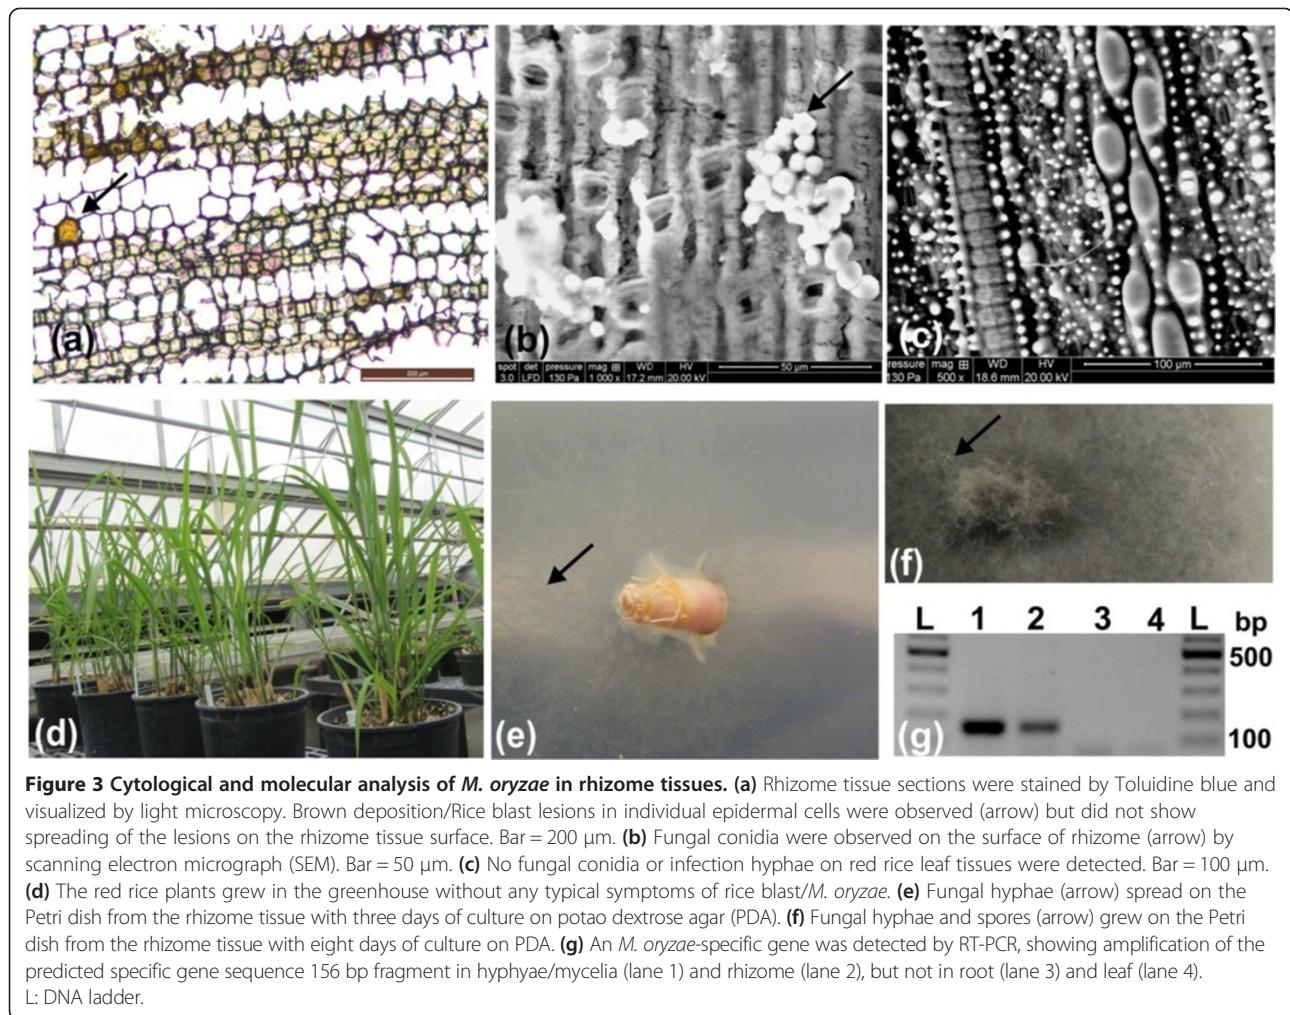 (a)
200 µm
(b)
spot det pressure mag ⊞ WD HV 50 µm
3.0 LFD 130 Pa 1 000 x 17.2 mm 20.00 kV
(c)
ressure mag ⊞ WD HV 100 µm
130 Pa 500 x 18.6 mm 20.00 kV
(d)
(e)
(f)
L 1 2 3 4 L bp
500
(g) 100
Figure 3 Cytological and molecular analysis of M. oryzae in rhizome tissues. (a) Rhizome tissue sections were stained by Toluidine blue and
visualized by light microscopy. Brown deposition/Rice blast lesions in individual epidermal cells were observed (arrow) but did not show
spreading of the lesions on the rhizome tissue surface. Bar = 200 μm. (b) Fungal conidia were observed on the surface of rhizome (arrow) by
scanning electron micrograph (SEM). Bar = 50 μm. (c) No fungal conidia or infection hyphae on red rice leaf tissues were detected. Bar = 100 μm.
(d) The red rice plants grew in the greenhouse without any typical symptoms of rice blast/M. oryzae. (e) Fungal hyphae (arrow) spread on the
Petri dish from the rhizome tissue with three days of culture on potao dextrose agar (PDA). (f) Fungal hyphae and spores (arrow) grew on the Petri
dish from the rhizome tissue with eight days of culture on PDA. (g) An M. oryzae-specific gene was detected by RT-PCR, showing amplification of the
predicted specific gene sequence 156 bp fragment in hyphyae/mycelia (lane 1) and rhizome (lane 2), but not in root (lane 3) and leaf (lane 4).
L: DNA ladder.